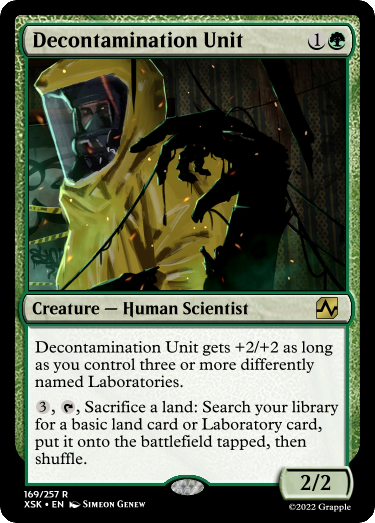 Decontamination Unit 1
Creature — Human Scientist
Decontamination Unit gets +2/+2 as long
as you control three or more differently
named Laboratories.
3, , Sacrifice a land: Search your library
for a basic land card or Laboratory card,
put it onto the battlefield tapped, then
shuffle.
2/2
169/257 R
XSK • EN Simeon Genew
©2022 Grapple